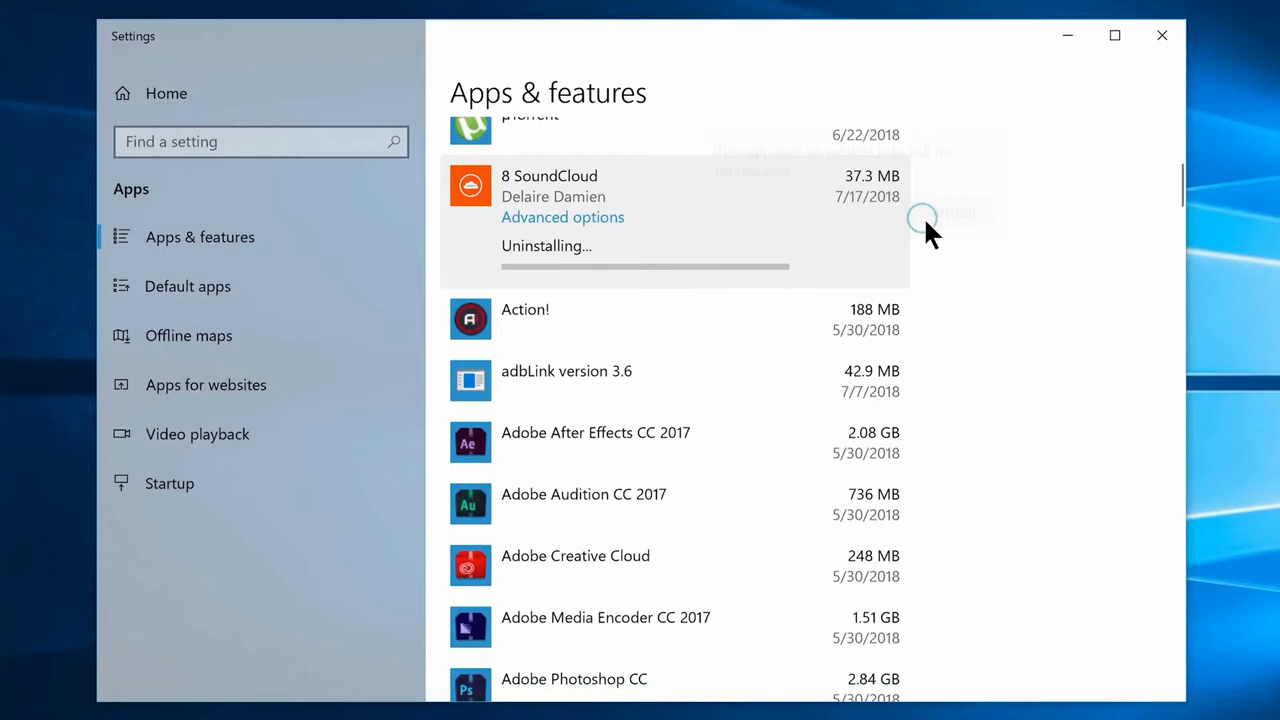 Settings
Home
Find a setting
Apps
Apps & features
Default apps
Offline maps
Apps for websites
Video playback
Startup
Apps & features
µTorrent
6/22/2018
8 SoundCloud 37.3 MB
Delaire Damien 7/17/2018
Advanced options
Uninstalling...
Action! 188 MB
5/30/2018
adbLink version 3.6 42.9 MB
7/7/2018
Ae
Adobe After Effects CC 2017 2.08 GB
5/30/2018
Au
Adobe Audition CC 2017 736 MB
5/30/2018
Adobe Creative Cloud 248 MB
5/30/2018
Adobe Media Encoder CC 2017 1.51 GB
5/30/2018
Ps
Adobe Photoshop CC 2.84 GB
5/30/2018